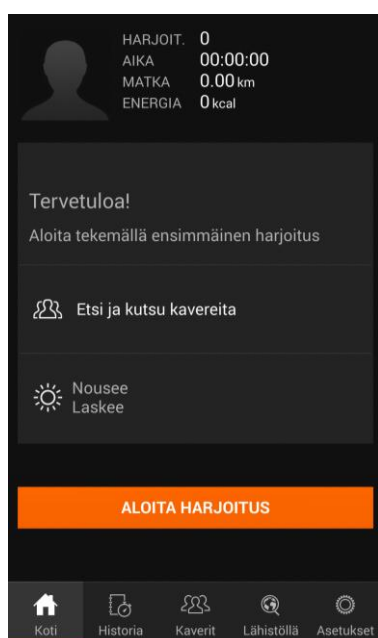 HARJOIT. 0
AIKA 00:00:00
MATKA 0.00 km
ENERGIA 0 kcal
Tervetuloa!
Aloita tekemällä ensimmäinen harjoitus
Etsi ja kutsu kavereita
Nousee
Laskee
ALOITA HARJOITUS
Koti Historia Kaverit Lähistöllä Asetukset